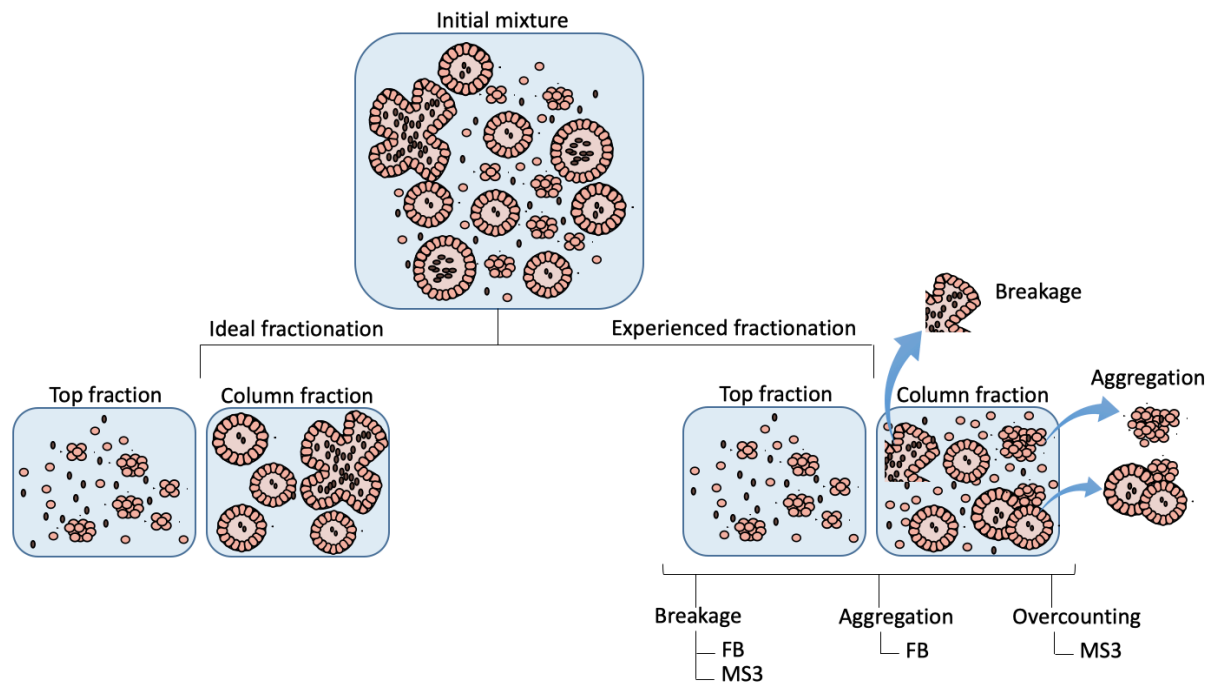 Initial mixture
Ideal fractionation
Experienced fractionation
Breakage
Top fraction
Column fraction
Top fraction
Column fraction
Aggregation
Breakage
Aggregation
Overcounting
FB
FB
MS3
MS3